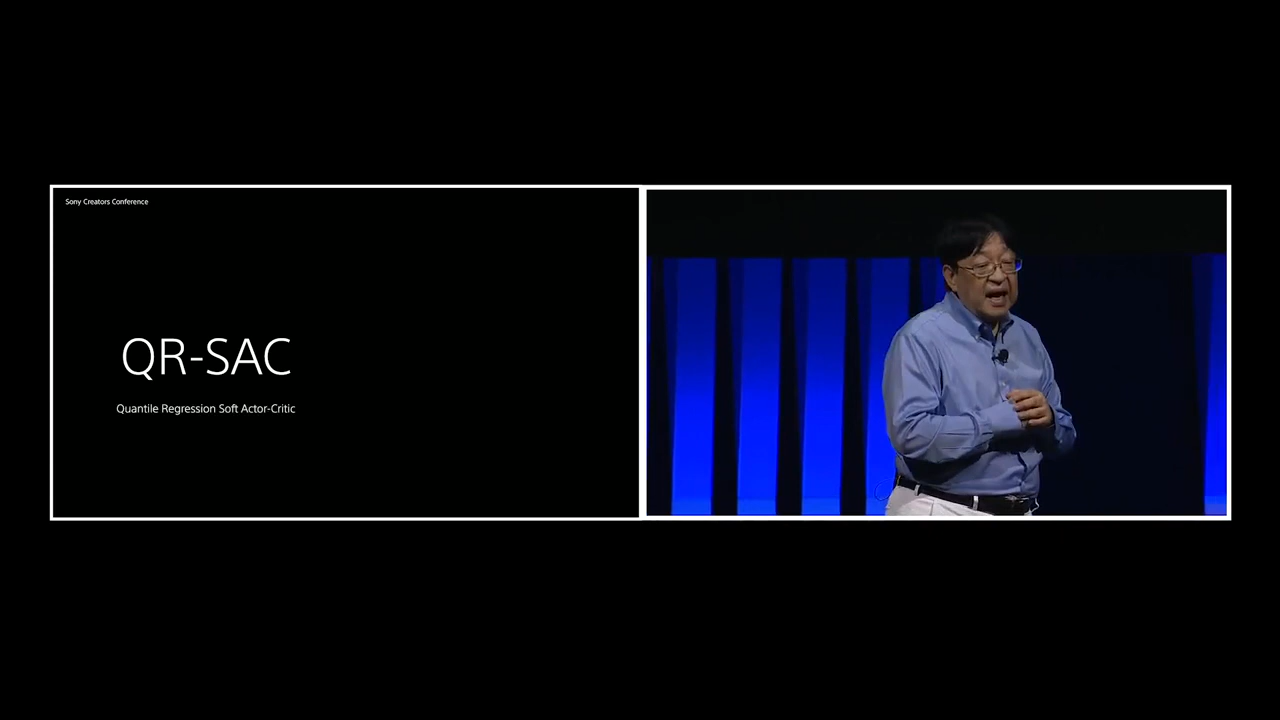 Sony Creators Conference
QR-SAC
Quantile Regression Soft Actor-Critic